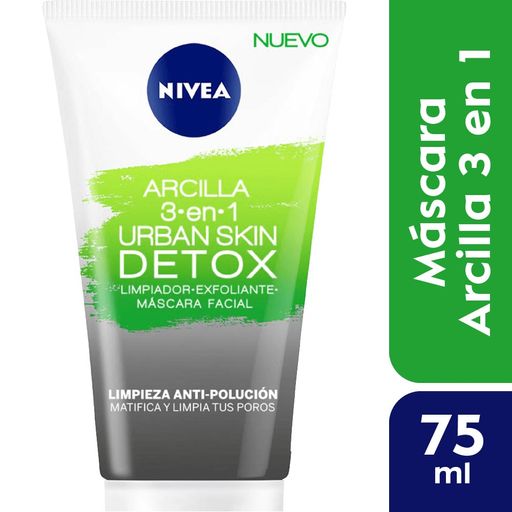 NUEVO
NIVEA
ARCILLA
3•en•1
URBAN SKIN
DETOX
LIMPIADOR•EXFOLIANTE•
MÁSCARA FACIAL
LIMPIEZA ANTI-POLUCIÓN
MATIFICA Y LIMPIA TUS POROS
Máscara
Arcilla 3 en 1
75
ml